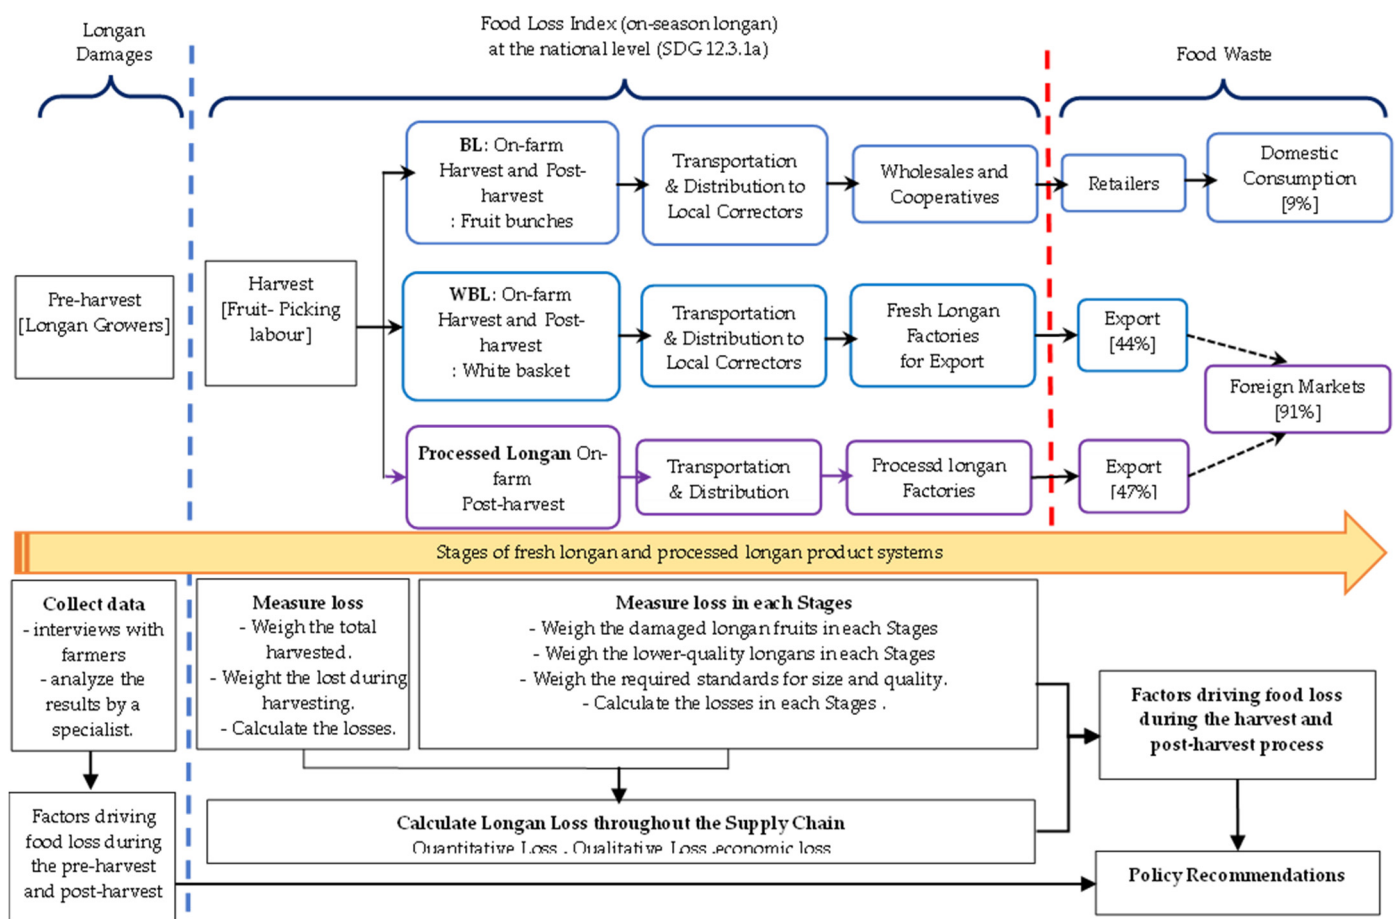 Longan
Damages
Food Loss Index (on-season longan)
at the national level (SDG 12.3.1a)
Food Waste
BL: On-farm
Harvest and Post-
harvest
: Fruit bunches
Transportation
& Distribution to
Local Correctors
Wholesales and
Cooperatives
Retailers
Domestic
Consumption
[9%]
Pre-harvest
[Longan Growers]
Harvest
[Fruit- Picking
labour]
WBL: On-farm
Harvest and Post-
harvest
: White basket
Transportation
& Distribution to
Local Correctors
Fresh Longan
Factories
for Export
Export
[44%]
Foreign Markets
[91%]
Processed Longan On-
farm
Post-harvest
Transportation
& Distribution
Processd longan
Factories
Export
[47%]
Stages of fresh longan and processed longan product systems
Collect data
- interviews with
farmers
- analyze the
results by a
specialist.
Measure loss
- Weigh the total
harvested.
- Weight the lost during
harvesting.
- Calculate the losses.
Measure loss in each Stages
- Weigh the damaged longan fruits in each Stages
- Weigh the lower-quality longans in each Stages
- Weigh the required standards for size and quality.
- Calculate the losses in each Stages .
Factors driving food loss
during the harvest and
post-harvest process
Factors driving
food loss during
the pre-harvest
and post-harvest
Calculate Longan Loss throughout the Supply Chain
Quantitative Loss , Qualitative Loss ,economic loss
Policy Recommendations